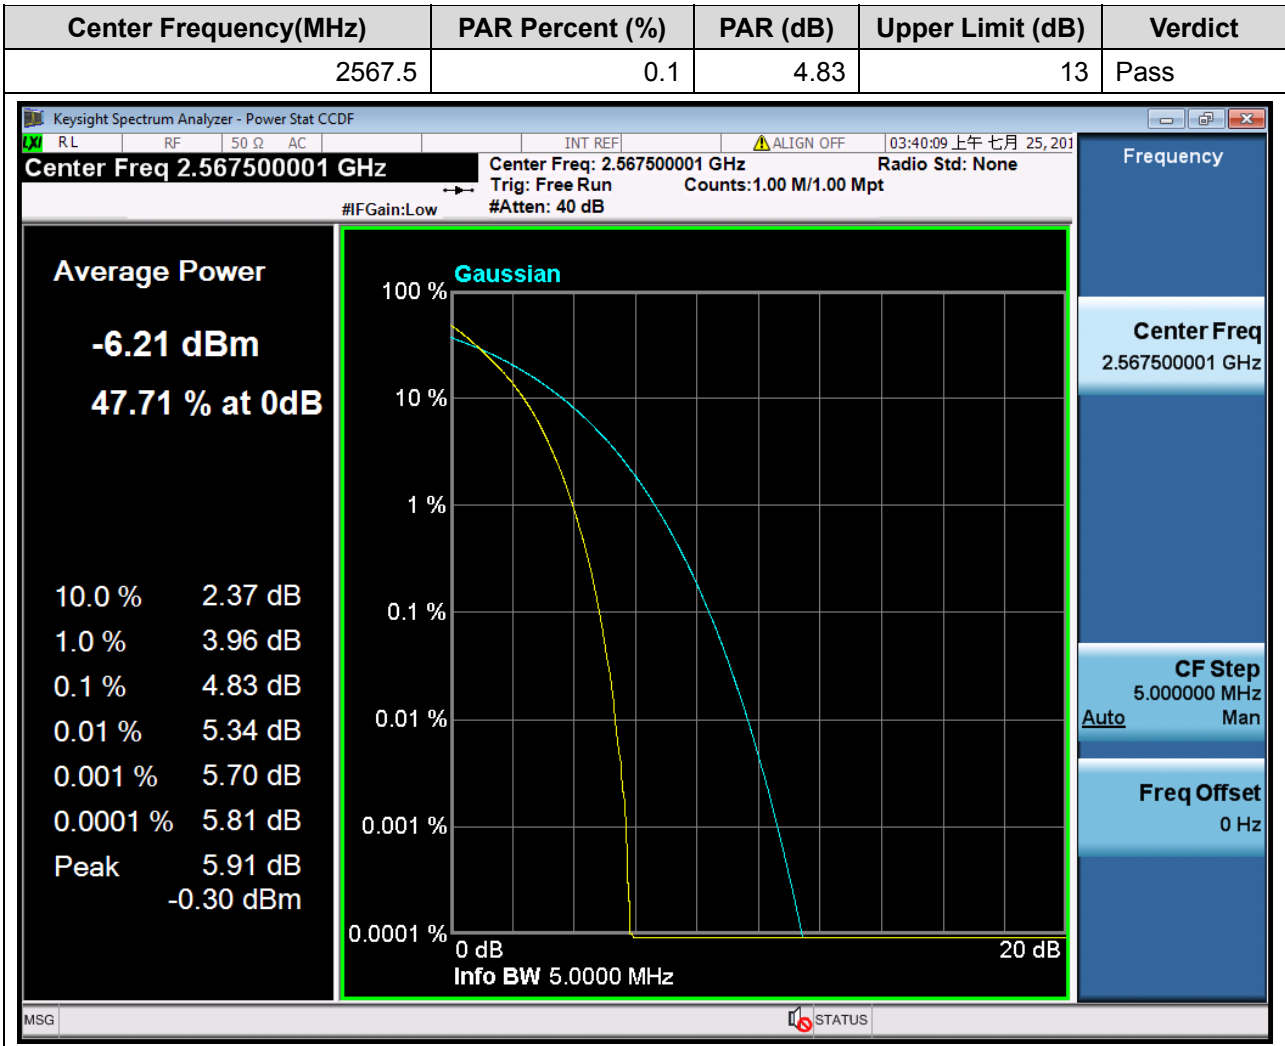 Center Frequency(MHz) PAR Percent (%) PAR (dB) Upper Limit (dB) Verdict
2567.5 0.1 4.83 13 Pass
Keysight Spectrum Analyzer - Power Stat CCDF
LXI RL RF 50 Ω AC INT REF ALIGN OFF 03:40:09 上午 七月 25, 201
Center Freq 2.567500001 GHz
Center Freq: 2.567500001 GHz Radio Std: None
Trig: Free Run Counts:1.00 M/1.00 Mpt
#IFGain:Low #Atten: 40 dB
Frequency
Average Power
-6.21 dBm
47.71 % at 0dB
10.0 % 2.37 dB
1.0 % 3.96 dB
0.1 % 4.83 dB
0.01 % 5.34 dB
0.001 % 5.70 dB
0.0001 % 5.81 dB
Peak 5.91 dB
-0.30 dBm
Gaussian
100 %
10 %
1 %
0.1 %
0.01 %
0.001 %
0.0001 %
0 dB 20 dB
Info BW 5.0000 MHz
Center Freq
2.567500001 GHz
CF Step
5.000000 MHz
Auto Man
Freq Offset
0 Hz
MSG STATUS